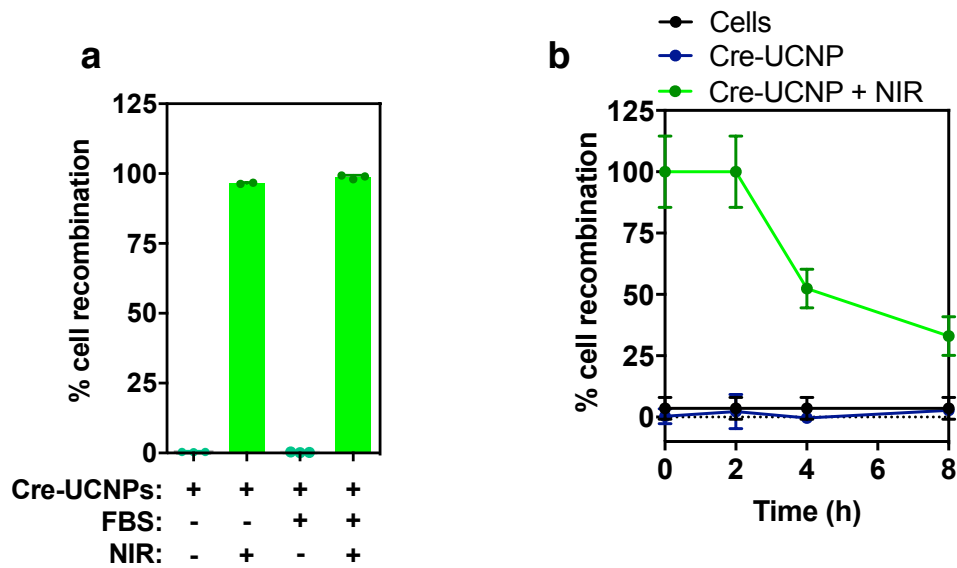 a
% cell recombination
125
100
75
50
25
0
Cre-UCNPs: + + + +
FBS: - - + +
NIR: - + - +
b
Cells
Cre-UCNP
Cre-UCNP + NIR
% cell recombination
125
100
75
50
25
0
0 2 4 6 8
Time (h)